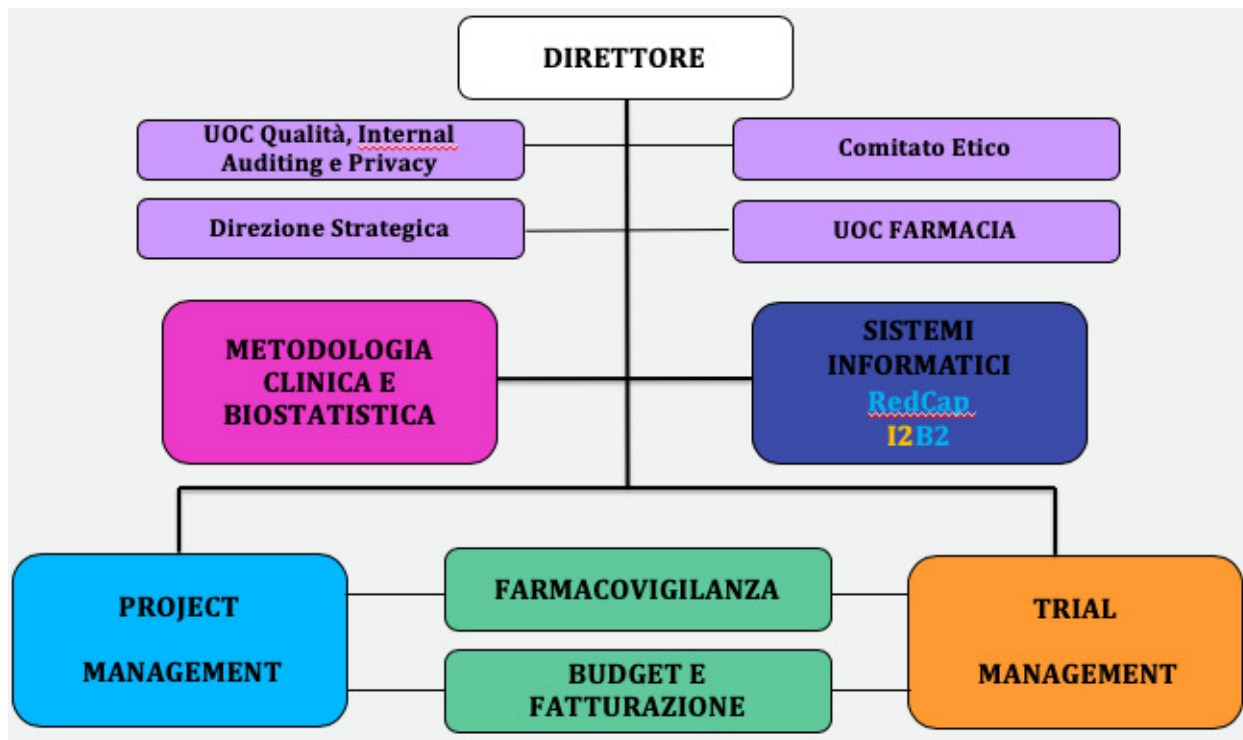 DIRETTORE
UOC Qualità, Internal
Auditing e Privacy
Comitato Etico
Direzione Strategica
UOC FARMACIA
METODOLOGIA
CLINICA E
BIOSTATISTICA
SISTEMI
INFORMATICI
RedCap
I2B2
PROJECT
MANAGEMENT
FARMACOVIGILANZA
BUDGET E
FATTURAZIONE
TRIAL
MANAGEMENT